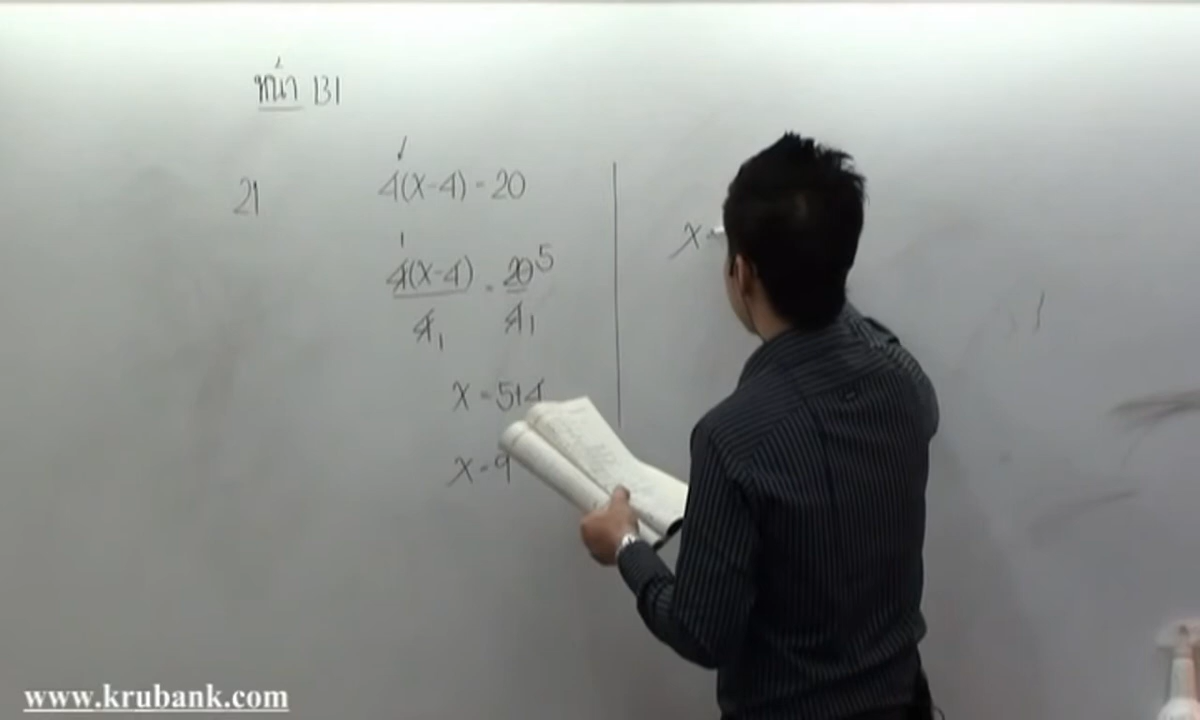 หน้า 131
21 4(x-4) = 20
1
4(x-4) = 20 5
4 1 4 1
x = 5+4
x = 9
x =
www.krubank.com